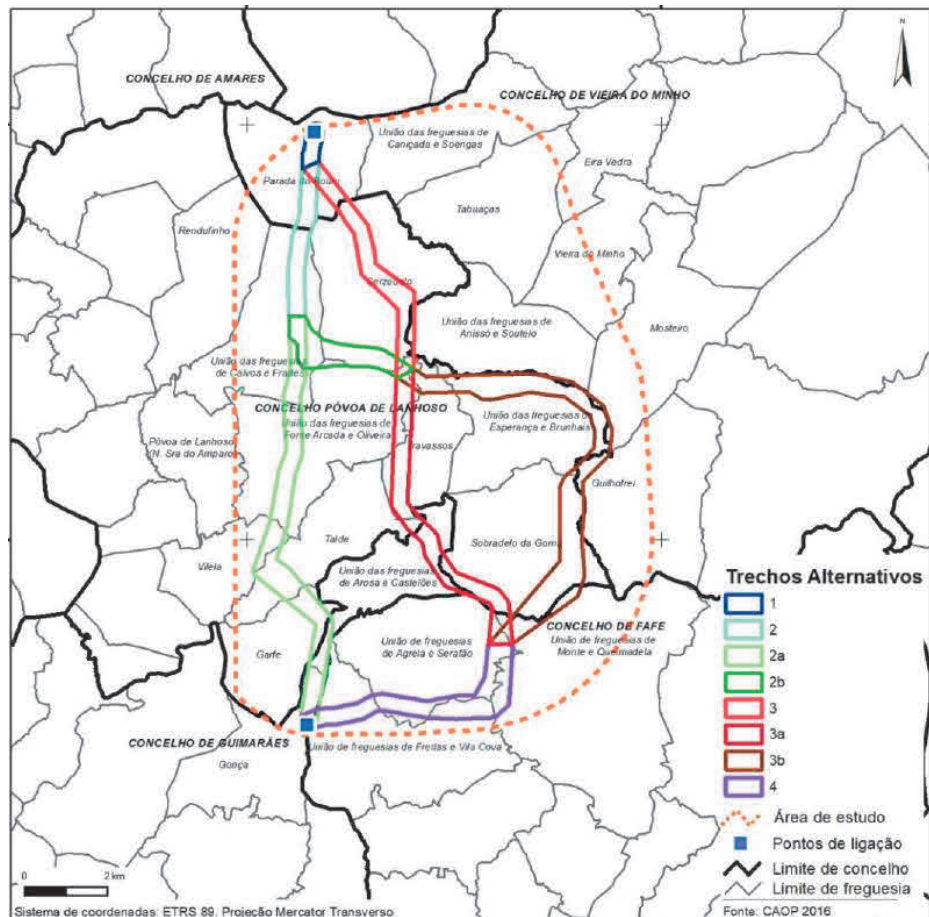 N
CONCELHO DE AMARES
CONCELHO DE VIEIRA DO MINHO
União das freguesias de
Caniçada e Soengas
Eira Vedra
Parada do
Tabuaças
Rendufinho
Vieira do Minho
Serzedelo
Mosteiro
União das freguesias de
Anissó e Soutelo
União das freguesias
de Calvos e Frades
CONCELHO PÓVOA DE LANHOSO
União das freguesias de
Fonte Arcada e Oliveira
União das freguesias de
Esperança e Brunhais
Póvoa de Lanhoso
(N. Sra do Amparo
Travassos
Guilhofrei
Talde
Sobradelo da Goma
Vilela
União das freguesias
de Arosa e Castelões
CONCELHO DE FAFE
União de freguesias de
Monte e Queimadela
União de freguesias
de Agrela e Serafão
Garfe
CONCELHO DE GUIMARÃES
União de freguesias de Freitas e Vila Cova
Gonça
Trechos Alternativos
1
2
2a
2b
3
3a
3b
4
Área de estudo
Pontos de ligação
Limite de concelho
Limite de freguesia
0 2 km
Sistema de coordenadas: ETRS 89, Projeção Mercator Transverso
Fonte: CAOP 2016